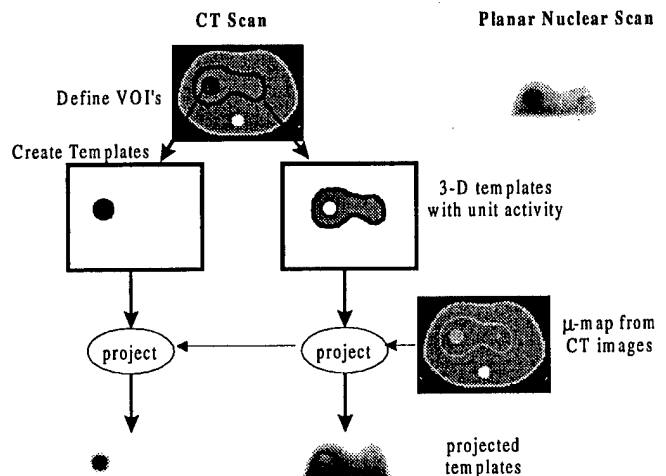 CT Scan
Planar Nuclear Scan
Define VOI's
Create Templates
3-D templates
with unit activity
project
project
μ-map from
CT images
projected
templates